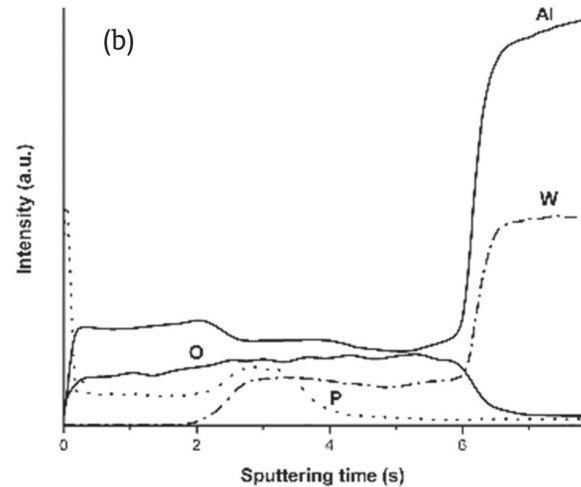 (b)
Al
W
O
P
Intensity (a.u.)
0 2 4 6
Sputtering time (s)